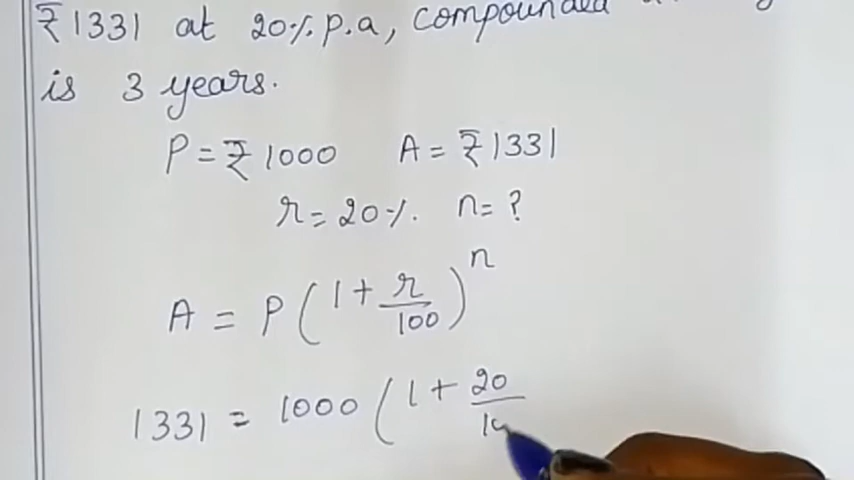 ₹1331 at 20% p.a, compounded
is 3 years.
P = ₹1000 A = ₹1331
r = 20%. n = ?
A = P(1 + r/100)^n
1331 = 1000(1 + 20/